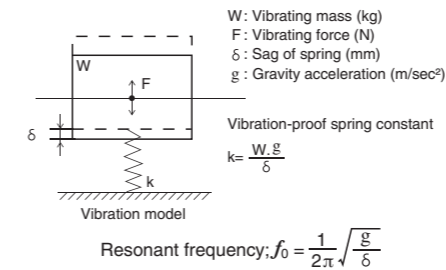 W : Vibrating mass (kg)
F : Vibrating force (N)
δ : Sag of spring (mm)
g : Gravity acceleration (m/sec²)
W
F
δ
k
Vibration-proof spring constant
k= W.g / δ
Vibration model
Resonant frequency; f₀ = 1/2π √ g/δ